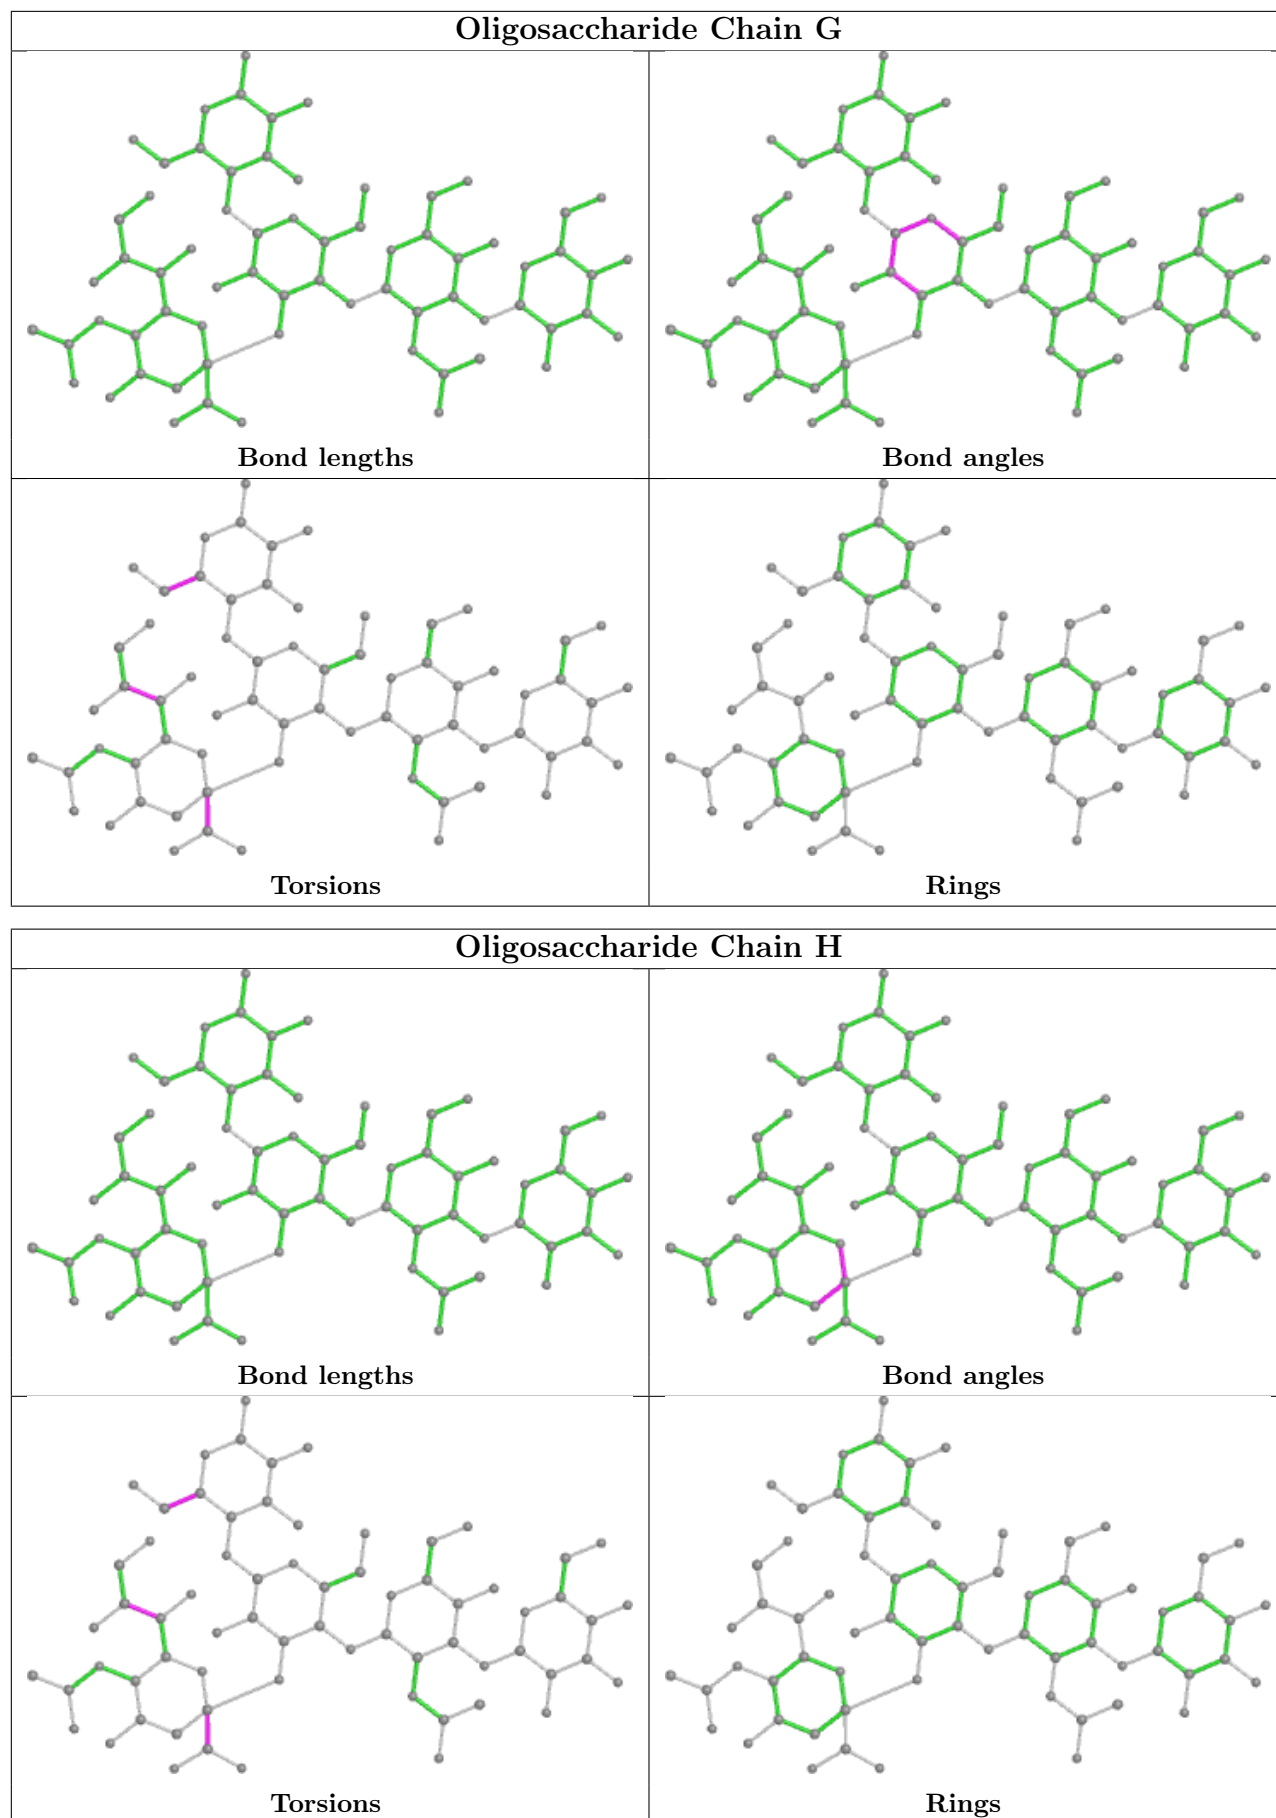 Oligosaccharide Chain G
Bond lengths
Bond angles
Torsions
Rings
Oligosaccharide Chain H
Bond lengths
Bond angles
Torsions
Rings